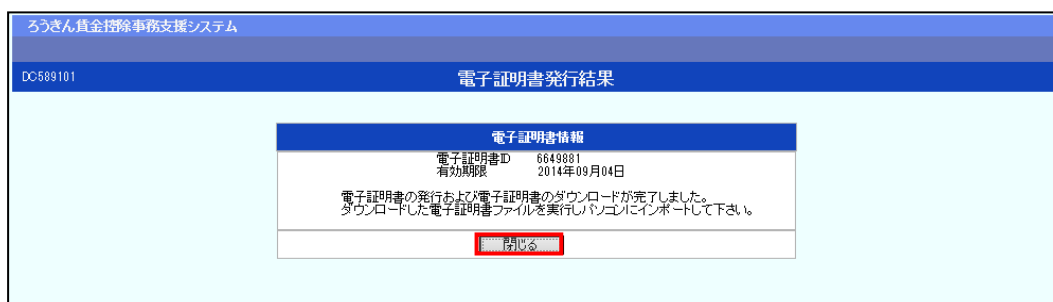 ろうきん賃金控除事務支援システム
DC589101
電子証明書発行結果
電子証明書情報
電子証明書ID 6649881
有効期限 2014年09月04日
電子証明書の発行および電子証明書のダウンロードが完了しました。
ダウンロードした電子証明書ファイルを実行しパソコンにインポートして下さい。
閉じる